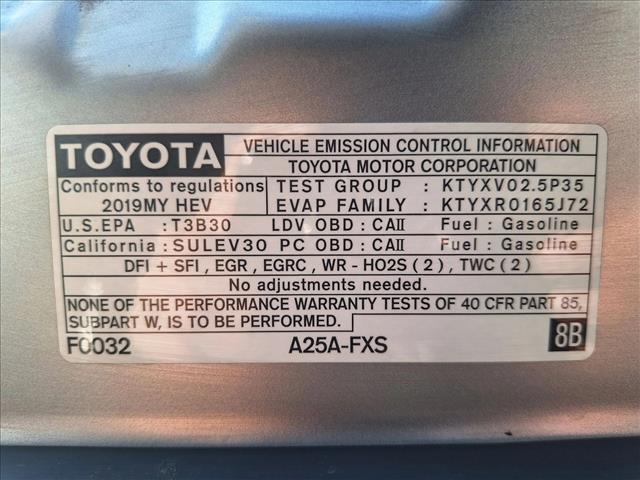 TOYOTA
VEHICLE EMISSION CONTROL INFORMATION
TOYOTA MOTOR CORPORATION
Conforms to regulations
2019MY HEV
TEST GROUP : KTYXV02.5P35
EVAP FAMILY : KTYXR0165J72
U.S.EPA : T3B30 LDV OBD : CAII Fuel : Gasoline
California : SULEV30 PC OBD : CAII Fuel : Gasoline
DFI + SFI , EGR , EGRC , WR - HO2S ( 2 ) , TWC ( 2 )
No adjustments needed.
NONE OF THE PERFORMANCE WARRANTY TESTS OF 40 CFR PART 85,
SUBPART W, IS TO BE PERFORMED.
F0032 A25A-FXS 8B